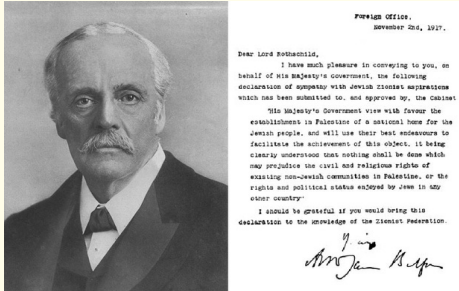 Foreign Office,
November 2nd, 1917.
Dear Lord Rothschild,
I have much pleasure in conveying to you, on
behalf of His Majesty's Government, the following
declaration of sympathy with Jewish Zionist aspirations
which has been submitted to, and approved by, the Cabinet
"His Majesty's Government view with favour the
establishment in Palestine of a national home for the
Jewish people, and will use their best endeavours to
facilitate the achievement of this object, it being
clearly understood that nothing shall be done which
may prejudice the civil and religious rights of
existing non-Jewish communities in Palestine, or the
rights and political status enjoyed by Jews in any
other country"
I should be grateful if you would bring this
declaration to the knowledge of the Zionist Federation.